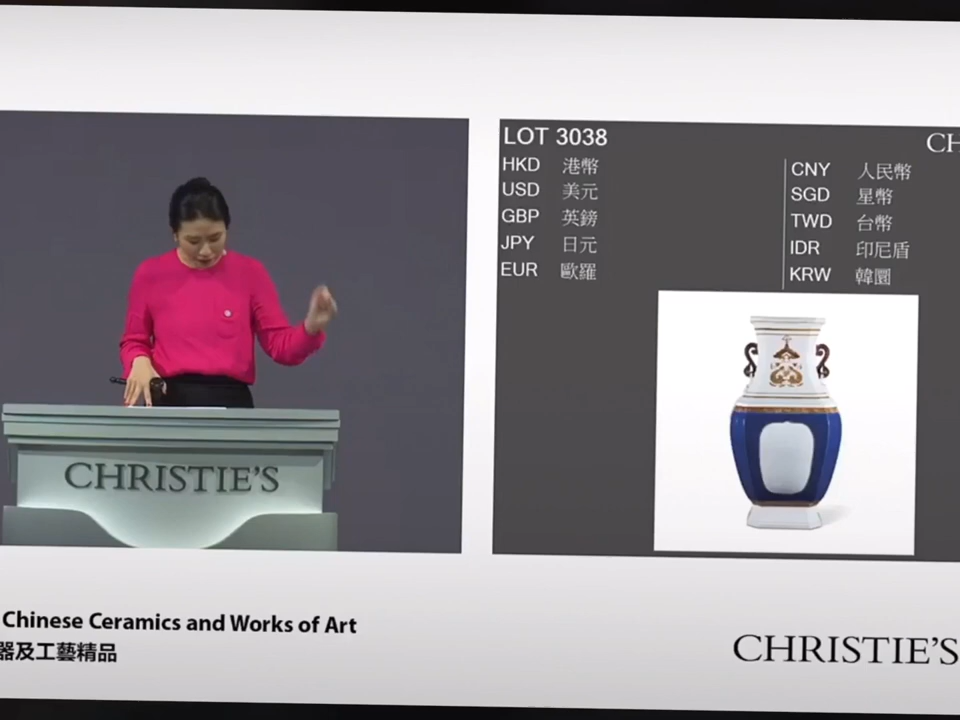 LOT 3038
CH
HKD 港幣
USD 美元
GBP 英鎊
JPY 日元
EUR 歐羅
CNY 人民幣
SGD 星幣
TWD 台幣
IDR 印尼盾
KRW 韓圜
CHRISTIE'S
Chinese Ceramics and Works of Art
器及工藝精品
CHRISTIE'S